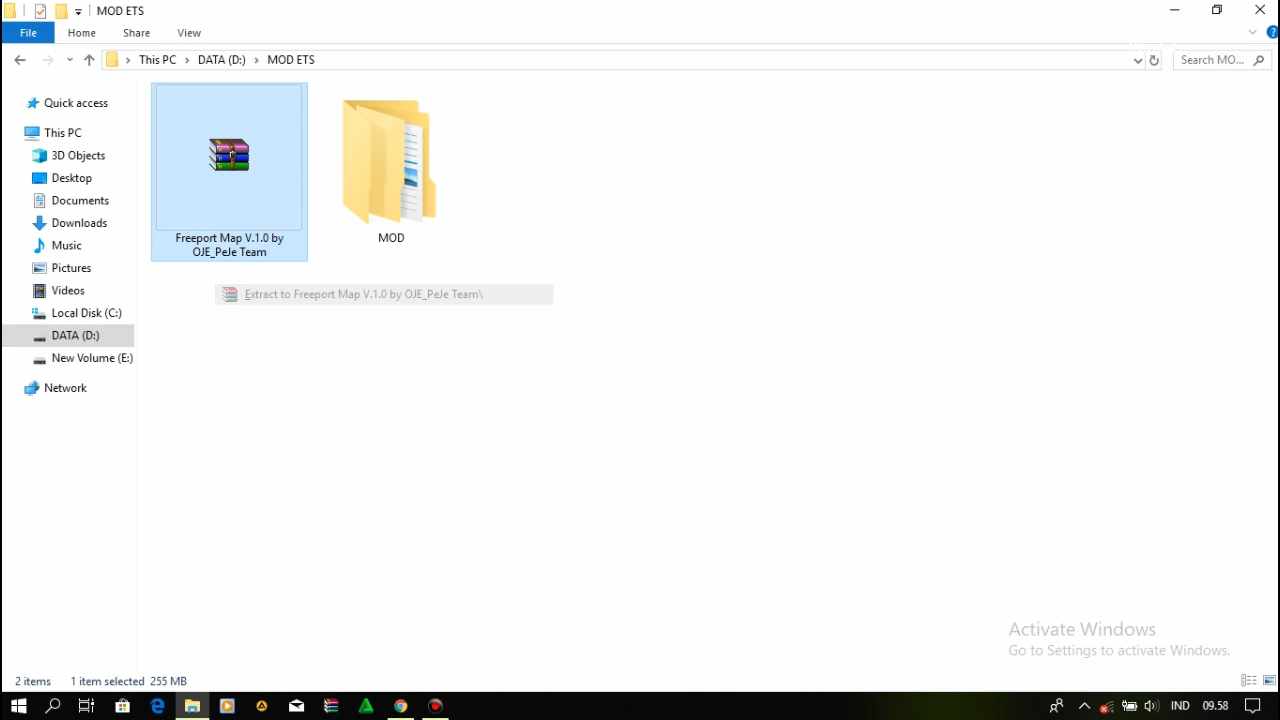 MOD ETS
File
Home
Share
View
This PC
DATA (D:)
MOD ETS
Search MO...
Quick access
This PC
3D Objects
Desktop
Documents
Downloads
Music
Pictures
Videos
Local Disk (C:)
DATA (D:)
New Volume (E:)
Network
Freeport Map V.1.0 by
OJE_PeJe Team
MOD
Extract to Freeport Map V.1.0 by OJE_PeJe Team\
Activate Windows
Go to Settings to activate Windows.
2 items
1 item selected 255 MB
IND
09.58